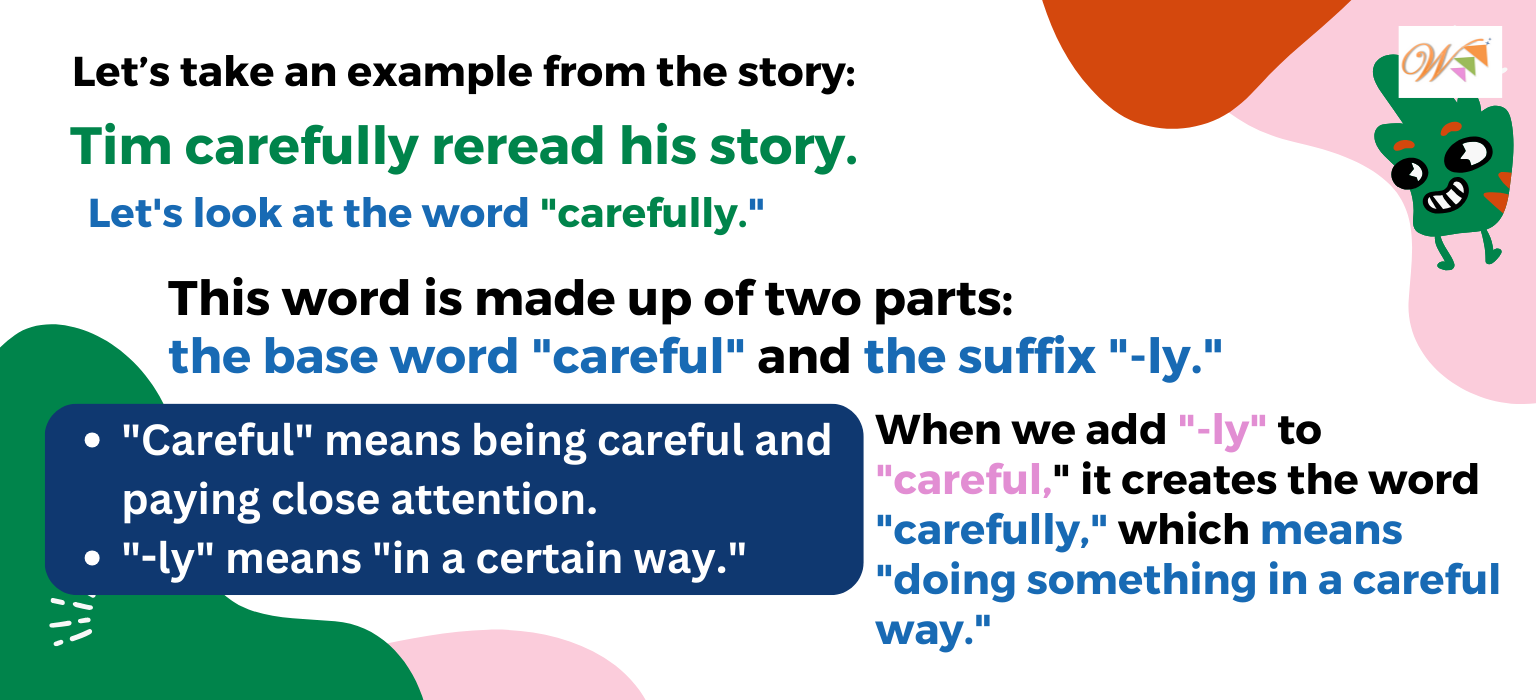 W
Let’s take an example from the story:
Tim carefully reread his story.
Let's look at the word "carefully."
This word is made up of two parts:
the base word "careful" and the suffix "-ly."
• "Careful" means being careful and
paying close attention.
• "-ly" means "in a certain way."
When we add "-ly" to
"careful," it creates the word
"carefully," which means
"doing something in a careful
way."